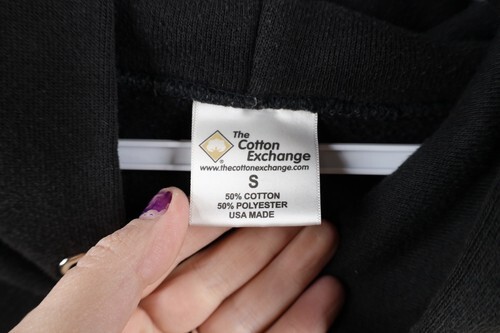 The
Cotton
Exchange
www.thecottonexchange.com
S
50% COTTON
50% POLYESTER
USA MADE